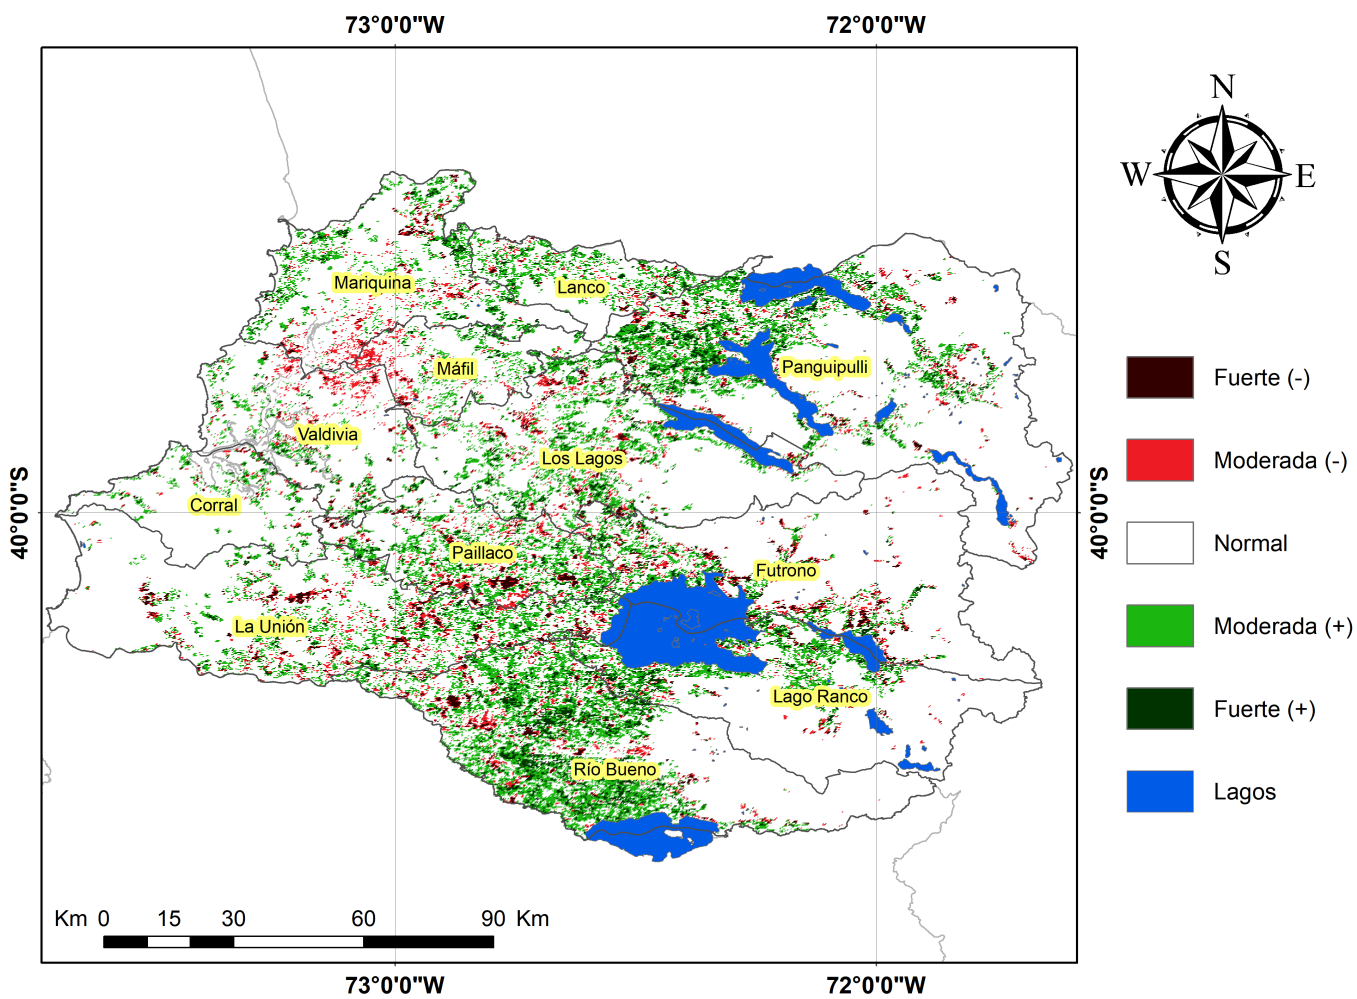 73°0'0"W
72°0'0"W
N
W
E
S
Mariquina
Lanco
Máfil
Panguipulli
Valdivia
Los Lagos
Corral
40°0'0"S
40°0'0"S
Paillaco
Futrono
La Unión
Lago Ranco
Río Bueno
Fuerte (-)
Moderada (-)
Normal
Moderada (+)
Fuerte (+)
Lagos
Km 0 15 30 60 90 Km
73°0'0"W
72°0'0"W